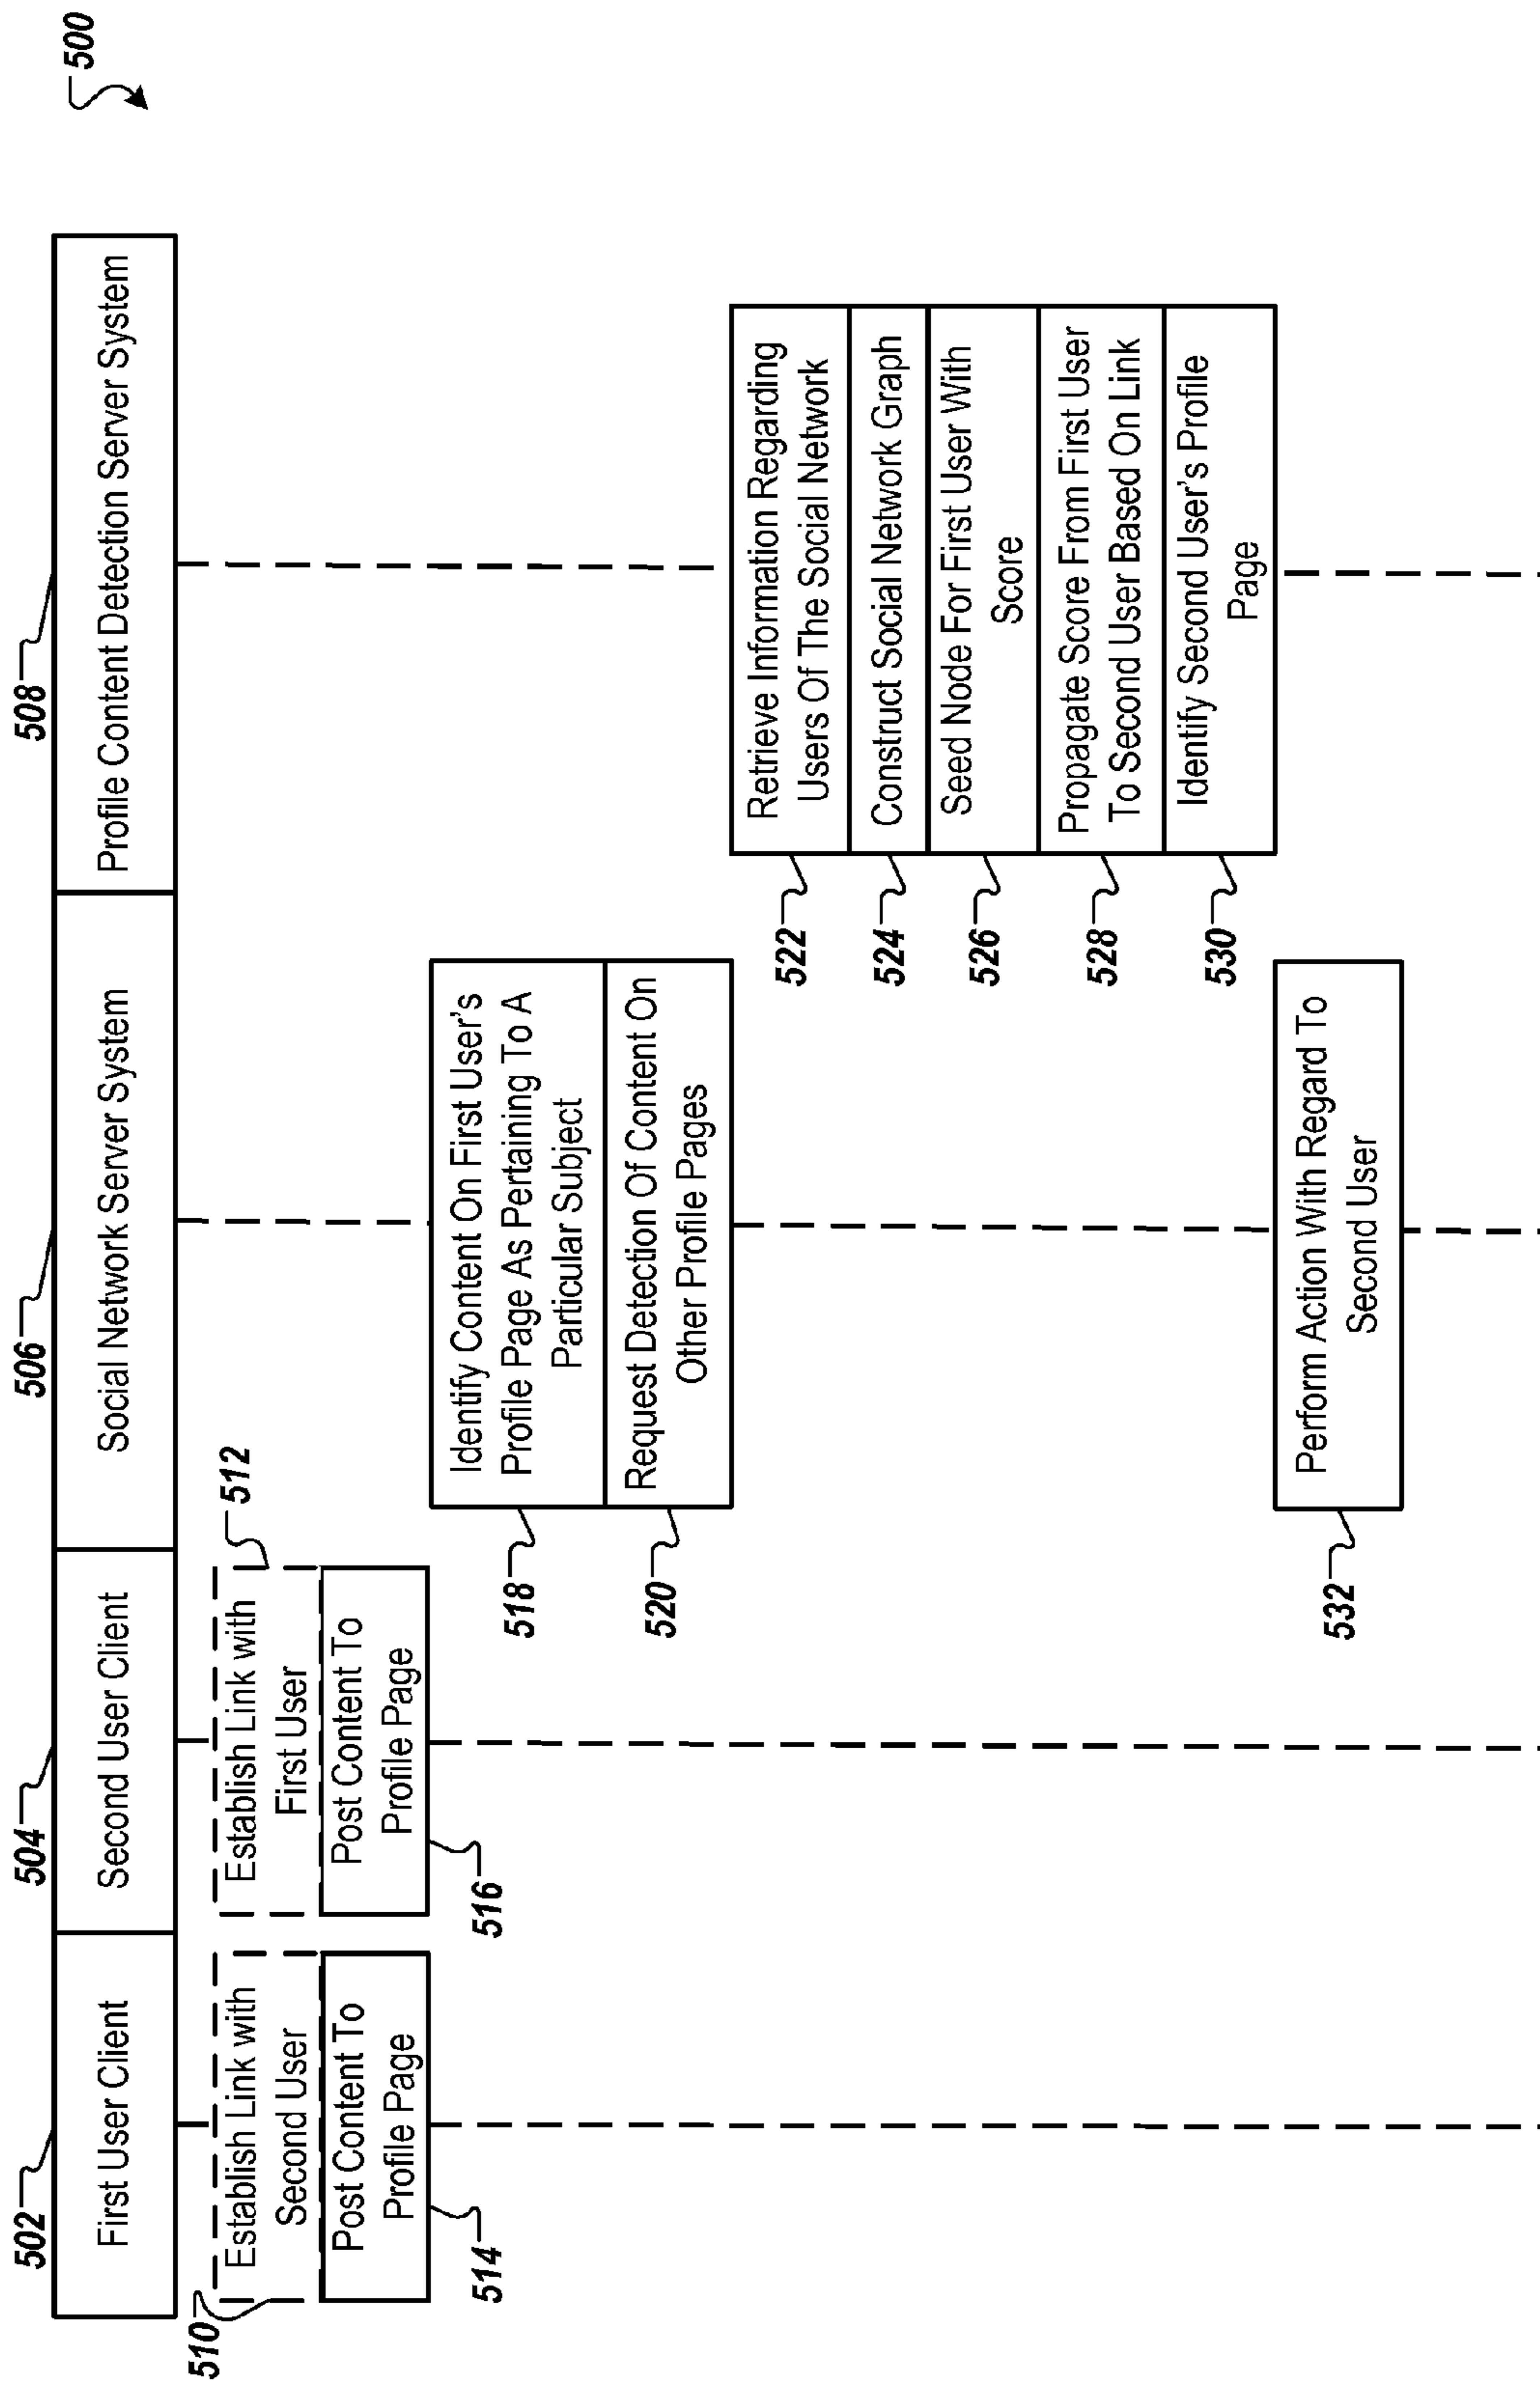 500
502
504
506
508
First User Client
Second User Client
Social Network Server System
Profile Content Detection Server System
510
Establish Link with
Second User
512
Establish Link with
First User
Post Content To
Profile Page
514
Post Content To
Profile Page
516
518
Identify Content On First User's
Profile Page As Pertaining To A
Particular Subject
520
Request Detection Of Content On
Other Profile Pages
522
Retrieve Information Regarding
Users Of The Social Network
524
Construct Social Network Graph
526
Seed Node For First User With
Score
528
Propagate Score From First User
To Second User Based On Link
530
Identify Second User's Profile
Page
532
Perform Action With Regard To
Second User